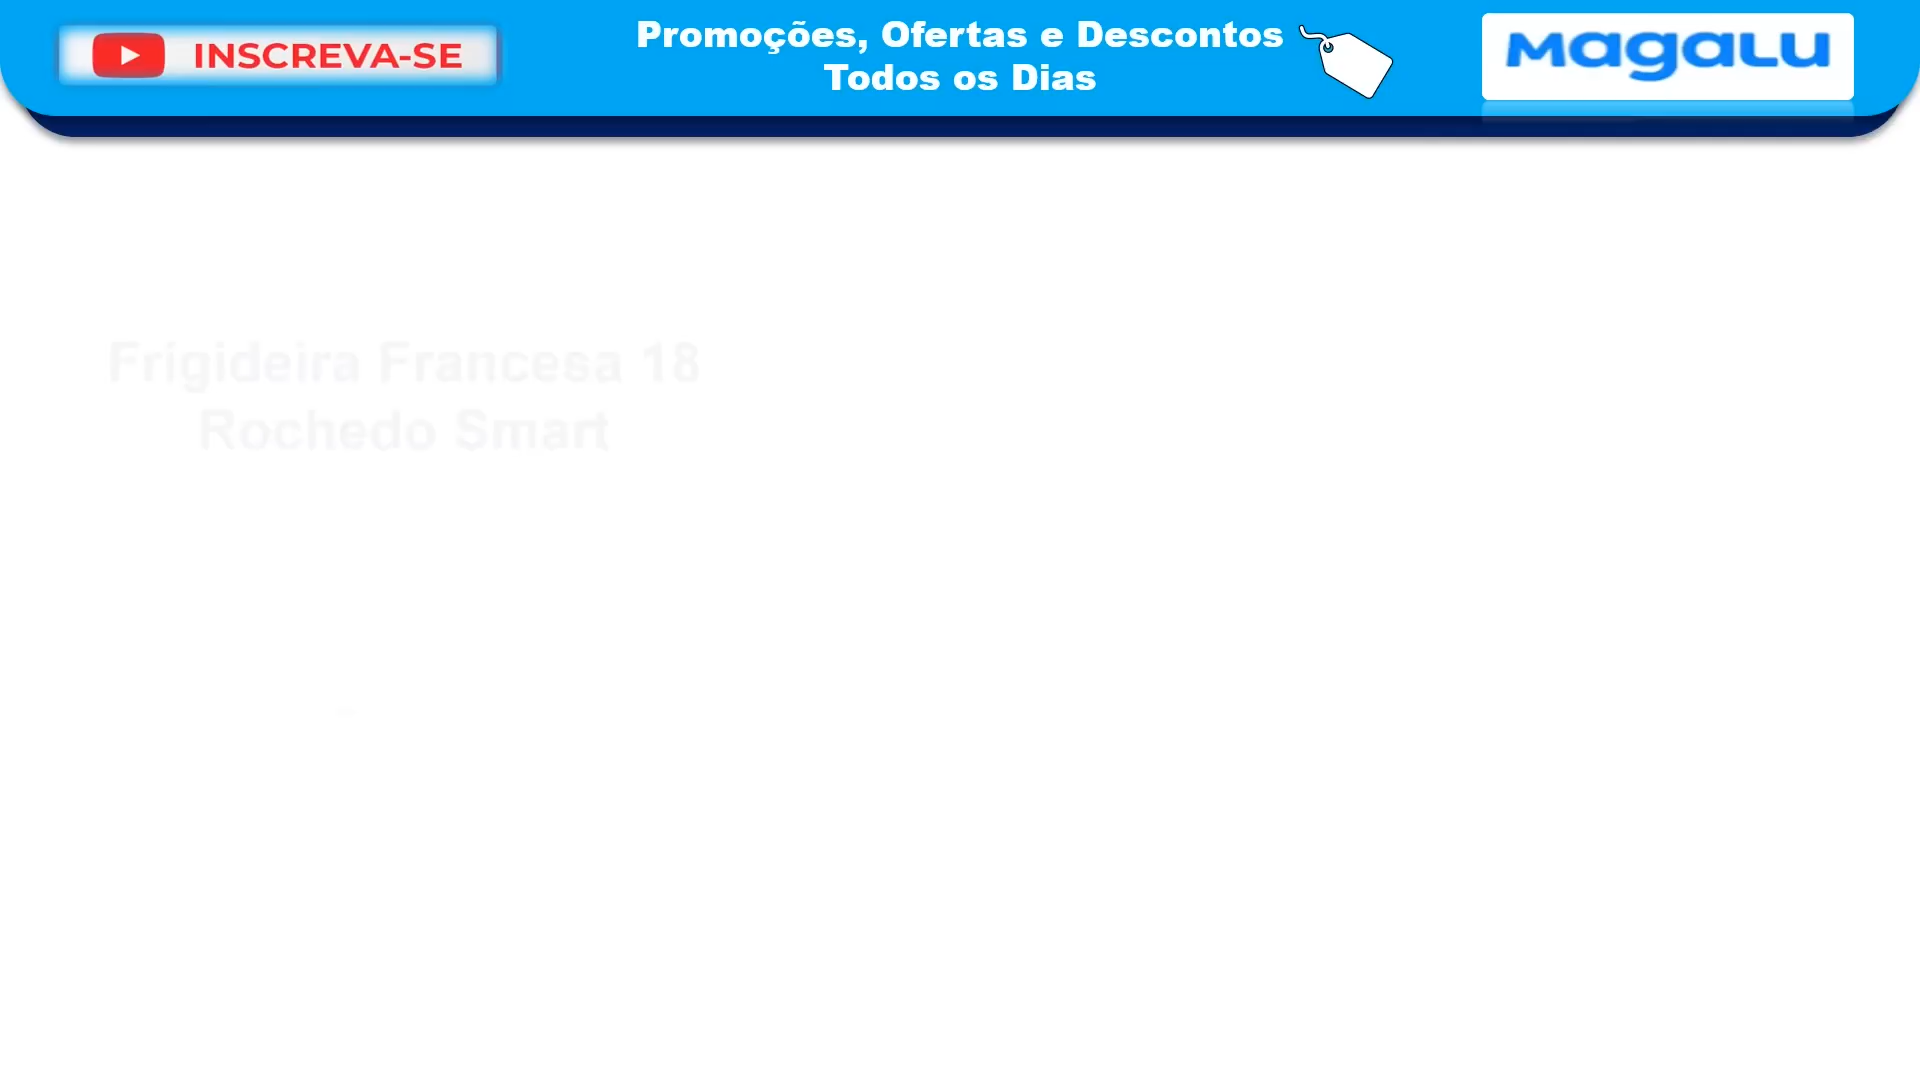 INSCREVA-SE
Promoções, Ofertas e Descontos
Todos os Dias
MAGALU
Frigideira Francesa 18
Rochedo Smart